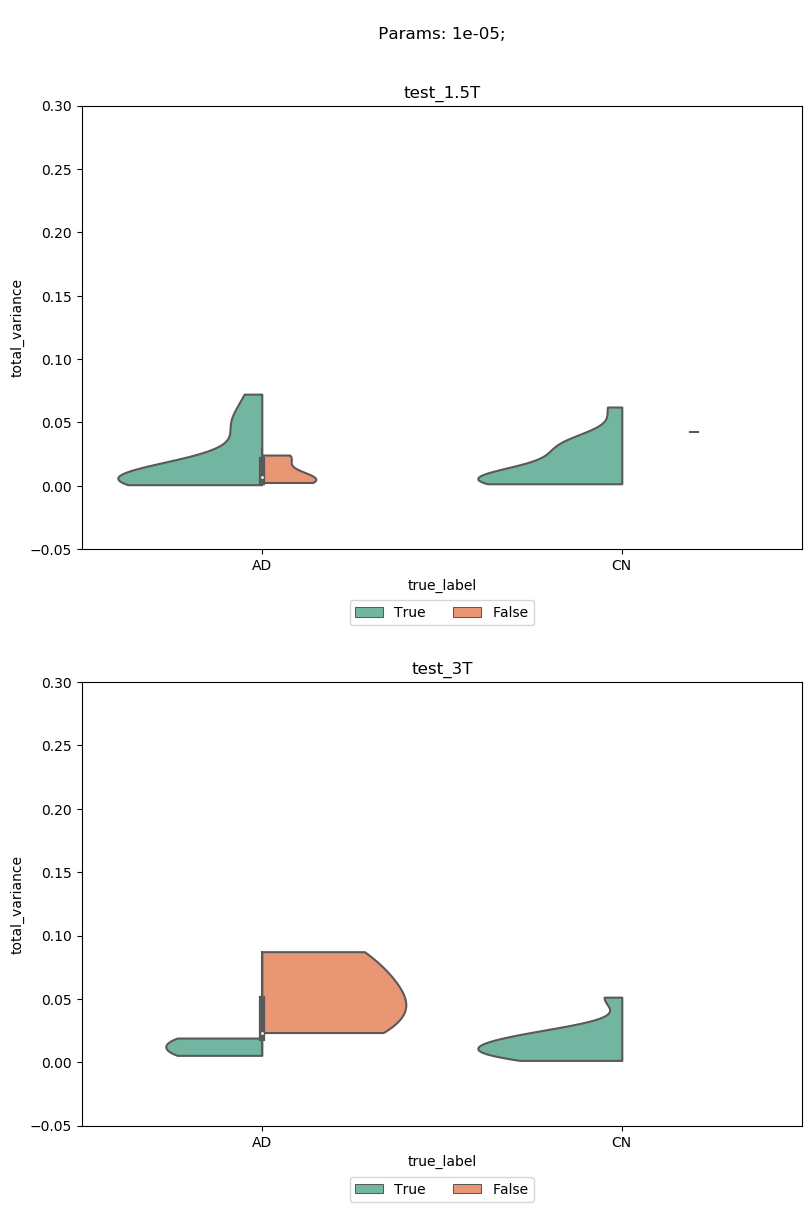 Params: 1e-05;
test_1.5T
0.30
0.25
0.20
0.15
0.10
0.05
0.00
−0.05
total_variance
AD CN
true_label
True False
test_3T
0.30
0.25
0.20
0.15
0.10
0.05
0.00
−0.05
total_variance
AD CN
true_label
True False